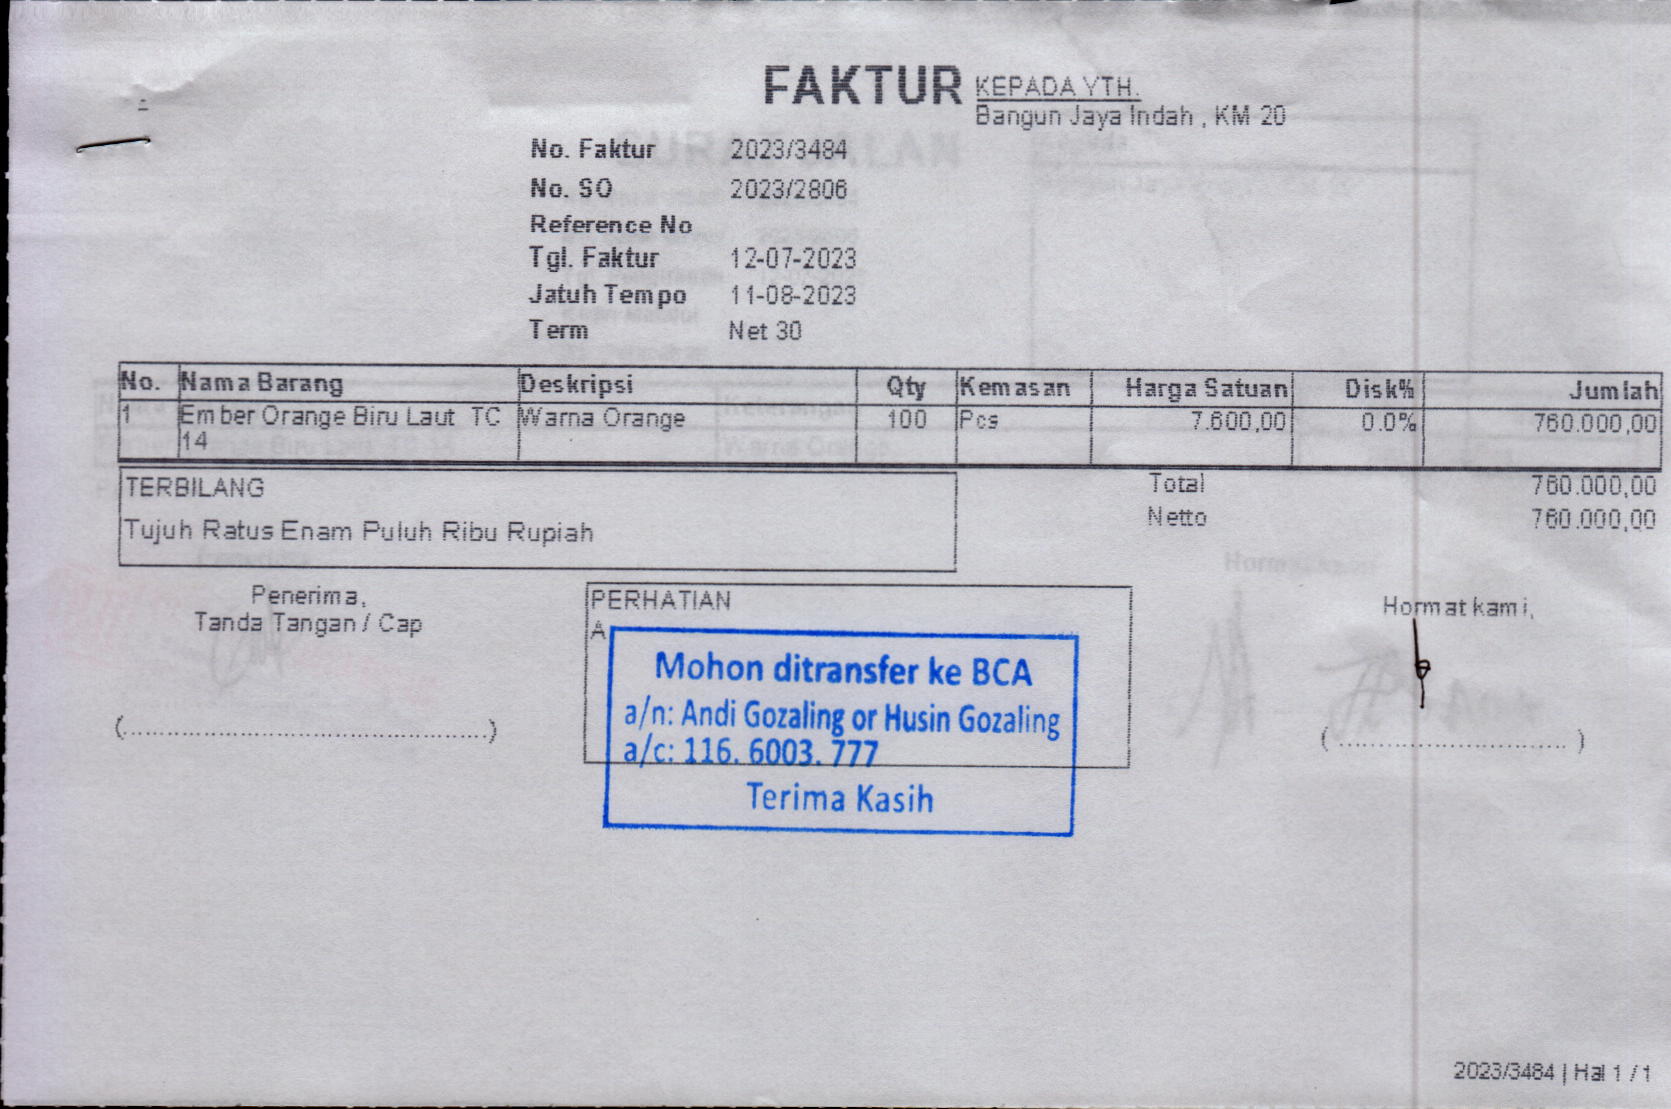 FAKTUR
KEPADA YTH.
Bangun Jaya Indah , KM 20
No. Faktur 2023/3484
No. SO 2023/2806
Reference No
Tgl. Faktur 12-07-2023
Jatuh Tempo 11-08-2023
Term Net 30
No. Nama Barang Deskripsi Qty Kemasan Harga Satuan Disk% Jumlah
1 Ember Orange Biru Laut TC Warna Orange 100 Pcs 7.600,00 0.0% 760.000,00
14
TERBILANG
Tujuh Ratus Enam Puluh Ribu Rupiah
Total 760.000,00
Netto 760.000,00
Penerima,
Tanda Tangan / Cap
PERHATIAN
A
Mohon ditransfer ke BCA
a/n: Andi Gozaling or Husin Gozaling
a/c: 116. 6003. 777
Terima Kasih
Hormat kami,
(................................................)
(............................)
2023/3484 | Hal 1 / 1